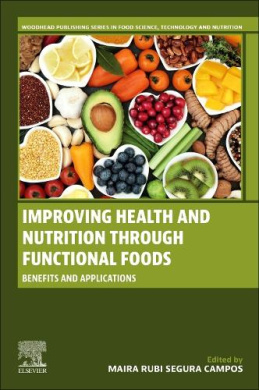 WOODHEAD PUBLISHING SERIES IN FOOD SCIENCE, TECHNOLOGY AND NUTRITION
IMPROVING HEALTH AND
NUTRITION THROUGH
FUNCTIONAL FOODS
BENEFITS AND APPLICATIONS
Edited by
MAIRA RUBI SEGURA CAMPOS
ELSEVIER